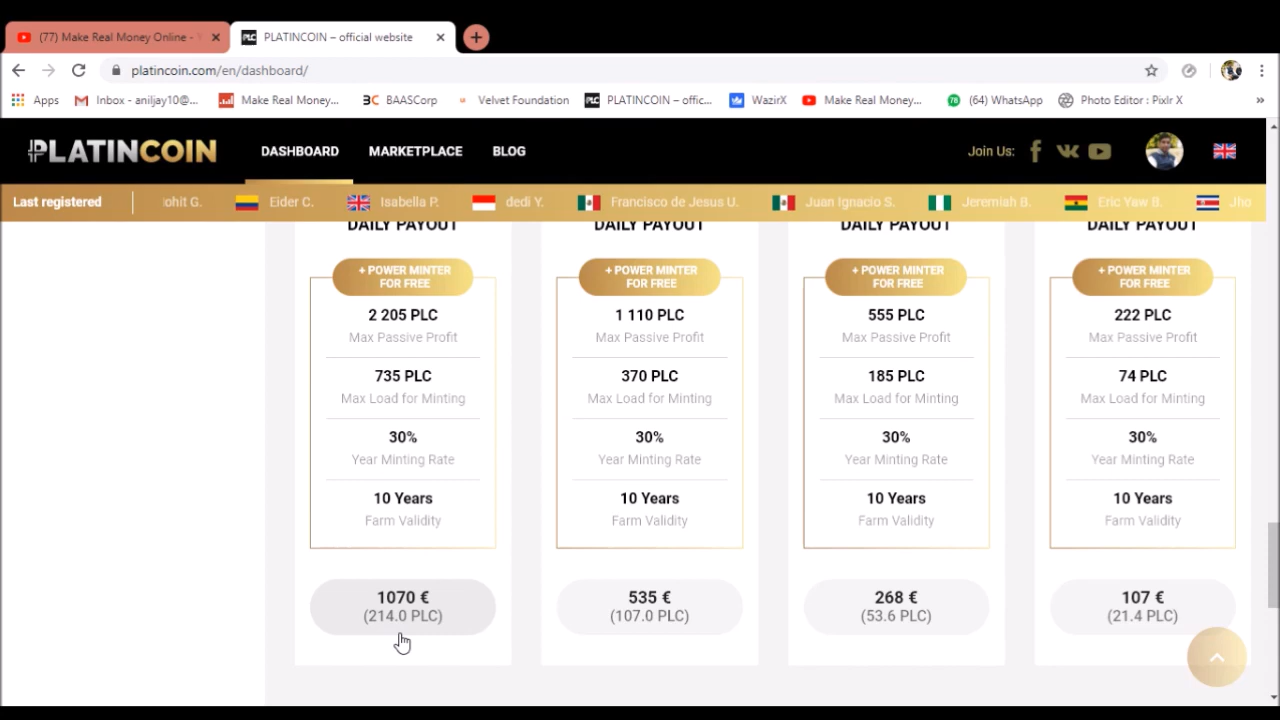 (77) Make Real Money Online -
PLATINCOIN – official website
platincoin.com/en/dashboard/
Apps
Inbox - aniljay10@...
Make Real Money...
BAASCorp
Velvet Foundation
PLATINCOIN – offic...
WazirX
Make Real Money...
(64) WhatsApp
Photo Editor : Pixlr X
»
PLATINCOIN
DASHBOARD
MARKETPLACE
BLOG
Join Us:
Last registered
ohit G.
Eider C.
Isabella P.
dedi Y.
Francisco de Jesus U.
Juan Ignacio S.
Jeremiah B.
Eric Yaw B.
Jho
DAILY PAYOUT
+ POWER MINTER
FOR FREE
2 205 PLC
Max Passive Profit
735 PLC
Max Load for Minting
30%
Year Minting Rate
10 Years
Farm Validity
1070 €
(214.0 PLC)
DAILY PAYOUT
+ POWER MINTER
FOR FREE
1 110 PLC
Max Passive Profit
370 PLC
Max Load for Minting
30%
Year Minting Rate
10 Years
Farm Validity
535 €
(107.0 PLC)
DAILY PAYOUT
+ POWER MINTER
FOR FREE
555 PLC
Max Passive Profit
185 PLC
Max Load for Minting
30%
Year Minting Rate
10 Years
Farm Validity
268 €
(53.6 PLC)
DAILY PAYOUT
+ POWER MINTER
FOR FREE
222 PLC
Max Passive Profit
74 PLC
Max Load for Minting
30%
Year Minting Rate
10 Years
Farm Validity
107 €
(21.4 PLC)